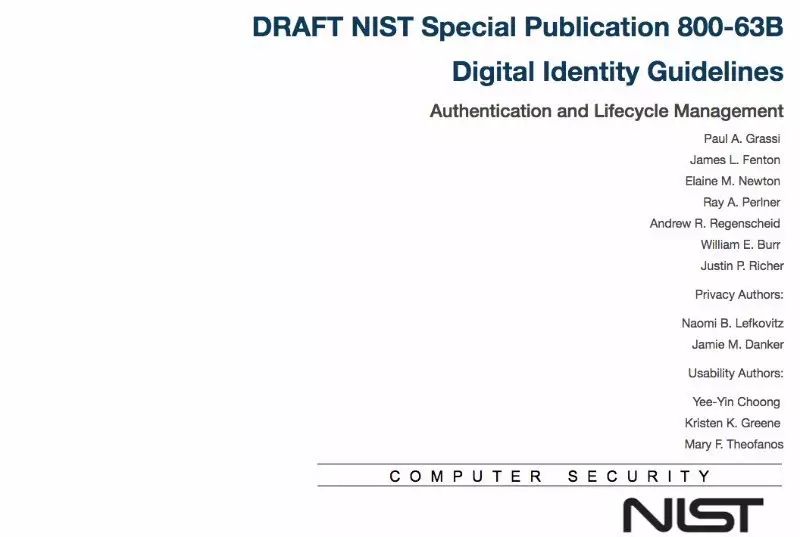 DRAFT NIST Special Publication 800-63B
Digital Identity Guidelines
Authentication and Lifecycle Management
Paul A. Grassi
James L. Fenton
Elaine M. Newton
Ray A. Perlner
Andrew R. Regenscheid
William E. Burr
Justin P. Richer
Privacy Authors:
Naomi B. Lefkovitz
Jamie M. Danker
Usability Authors:
Yee-Yin Choong
Kristen K. Greene
Mary F. Theofanos
COMPUTER SECURITY
NIST